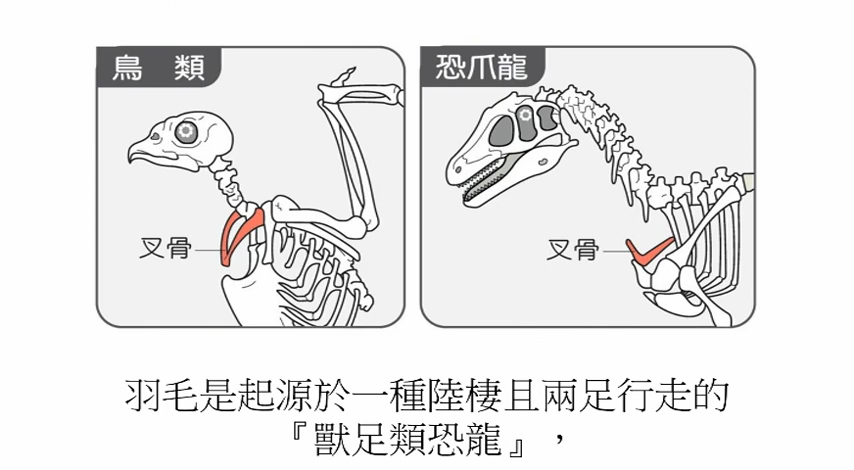 鳥 類
恐爪龍
叉骨
叉骨
羽毛是起源於一種陸棲且兩足行走的
『獸足類恐龍』，